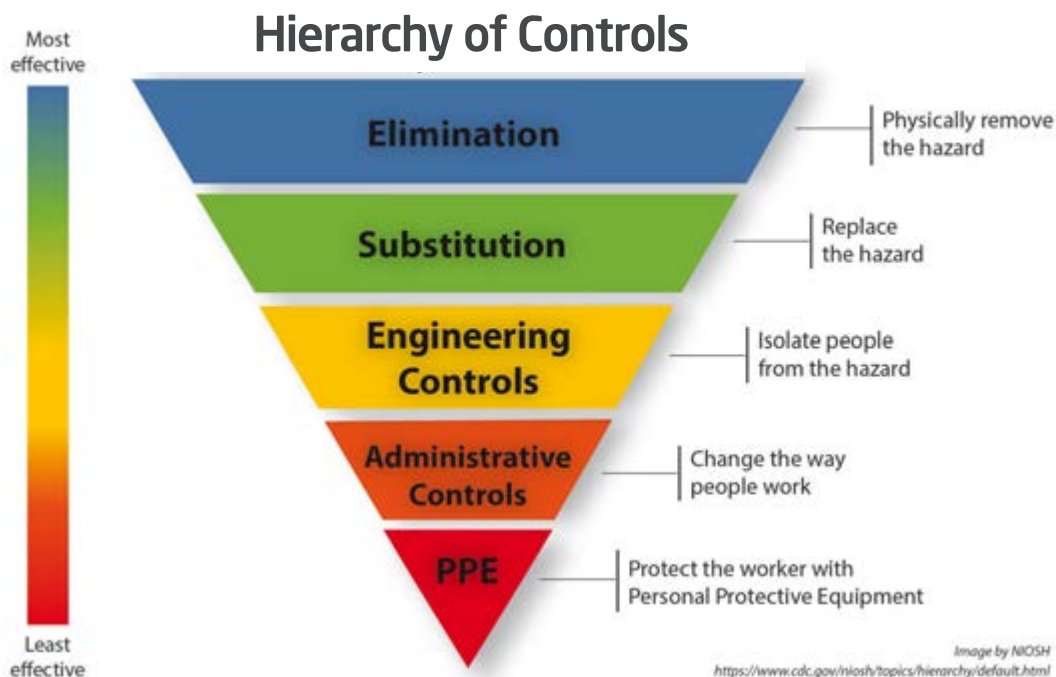 Hierarchy of Controls
Most
effective
Elimination
Physically remove
the hazard
Substitution
Replace
the hazard
Engineering
Controls
Isolate people
from the hazard
Administrative
Controls
Change the way
people work
PPE
Protect the worker with
Personal Protective Equipment
Least
effective
Image by NIOSH
https://www.cdc.gov/niosh/topics/hierarchy/default.html